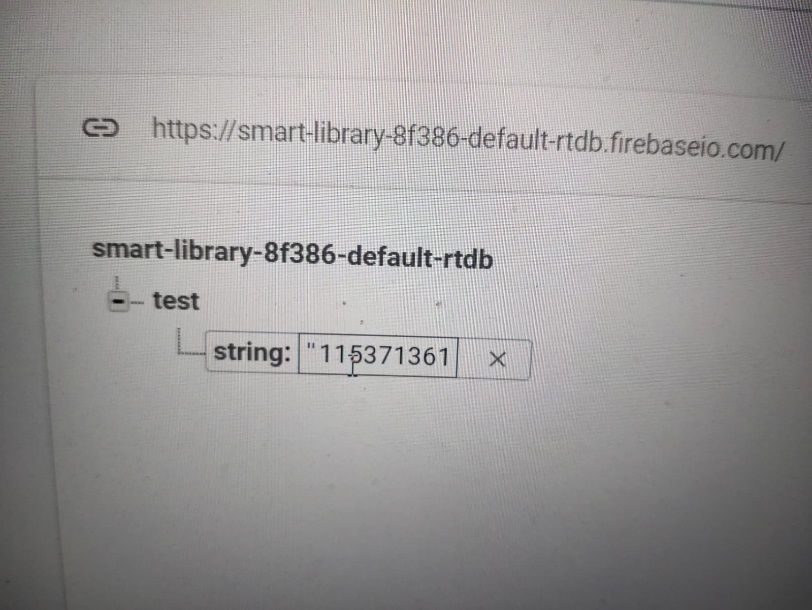 https://smart-library-8f386-default-rtdb.firebaseio.com/
smart-library-8f386-default-rtdb
test
string: "115371361